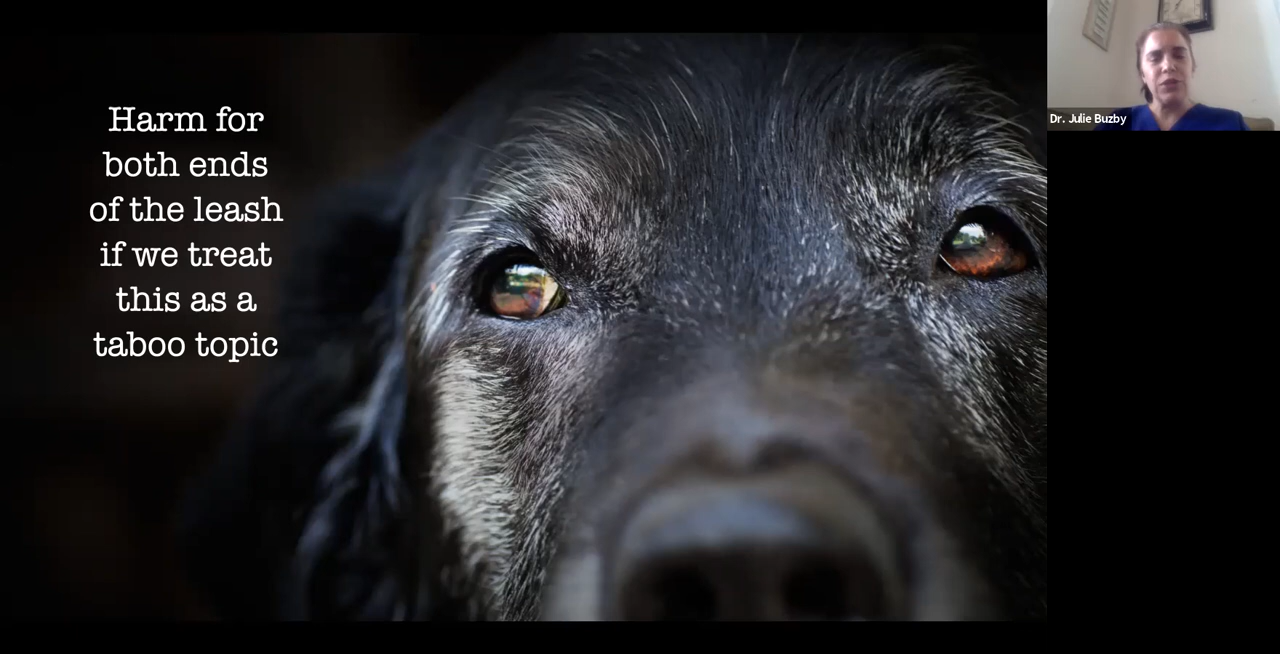 Harm for
both ends
of the leash
if we treat
this as a
taboo topic
Dr. Julie Buzby